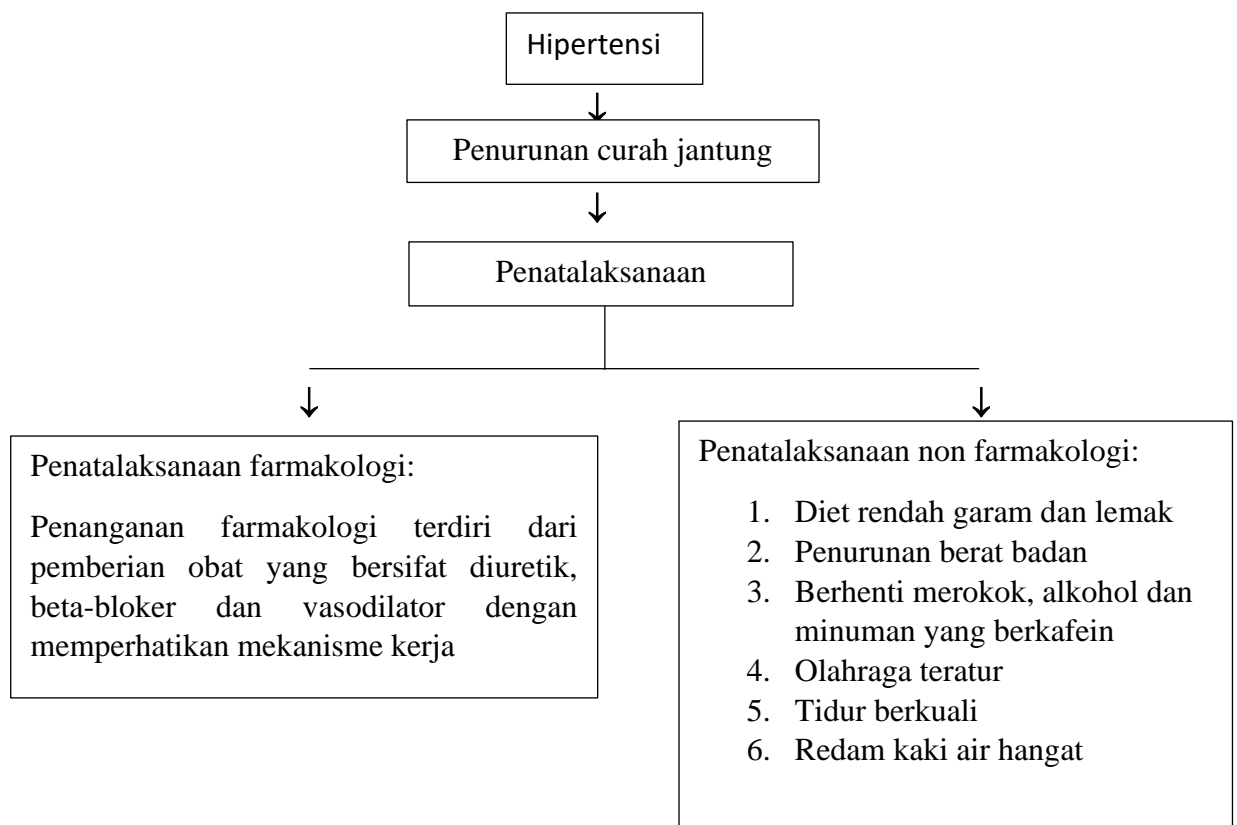 Hipertensi
Penurunan curah jantung
Penatalaksanaan
Penatalaksanaan farmakologi:
Penanganan farmakologi terdiri dari
pemberian obat yang bersifat diuretik,
beta-bloker dan vasodilator dengan
memperhatikan mekanisme kerja
Penatalaksanaan non farmakologi:
1. Diet rendah garam dan lemak
2. Penurunan berat badan
3. Berhenti merokok, alkohol dan
minuman yang berkafein
4. Olahraga teratur
5. Tidur berkuali
6. Redam kaki air hangat